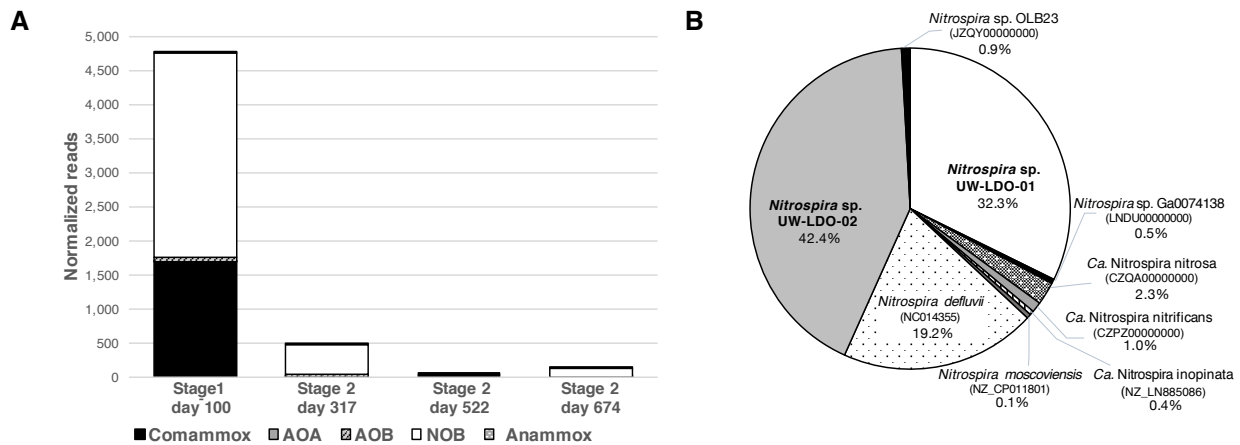 A
Normalized reads
5,000
4,500
4,000
3,500
3,000
2,500
2,000
1,500
1,000
500
0
Stage1
day 100
Stage 2
day 317
Stage 2
day 522
Stage 2
day 674
Comammox AOA AOB NOB Anammox
B
Nitrospira sp. OLB23
(JZQY00000000)
0.9%
Nitrospira sp.
UW-LDO-01
32.3%
Nitrospira sp. Ga0074138
(LNDU00000000)
0.5%
Ca. Nitrospira nitrosa
(CZQA00000000)
2.3%
Ca. Nitrospira nitrificans
(CZPZ00000000)
1.0%
Ca. Nitrospira inopinata
(NZ_LN885086)
0.4%
Nitrospira moscoviensis
(NZ_CP011801)
0.1%
Nitrospira defluvii
(NC014355)
19.2%
Nitrospira sp.
UW-LDO-02
42.4%